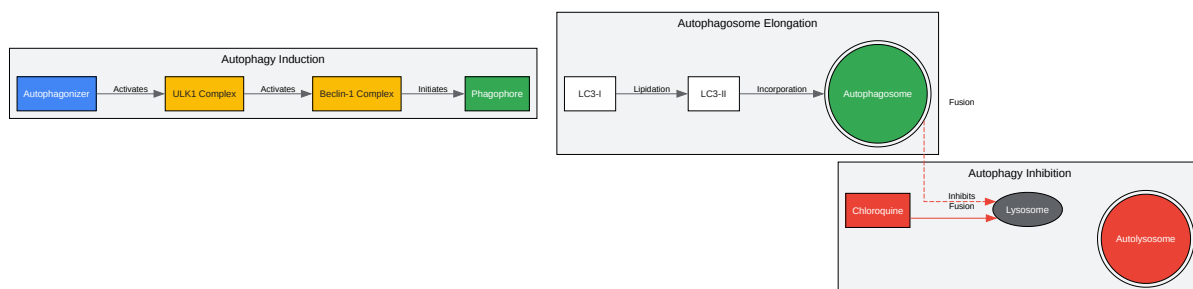 Autophagy Induction
Autophagonizer
Activates
ULK1 Complex
Activates
Beclin-1 Complex
Initiates
Phagophore
Autophagosome Elongation
LC3-I
Lipidation
LC3-II
Incorporation
Autophagosome
Fusion
Autophagy Inhibition
Chloroquine
Inhibits
Fusion
Lysosome
Autolysosome